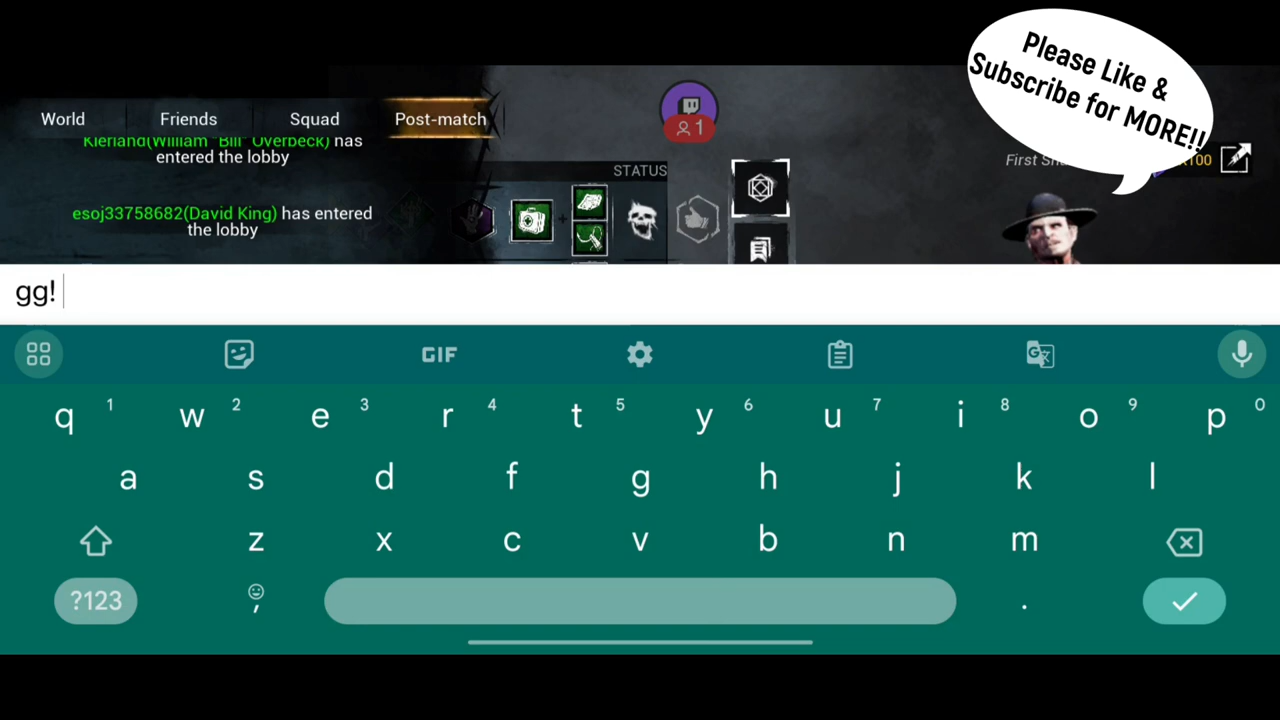 World Friends Squad Post-match
Kierland(William "Bill" Overbeck) has
entered the lobby
esoj33758682(David King) has entered
the lobby
STATUS
1
Please Like &
Subscribe for MORE!!
First
100
gg!
GIF
q 1 w 2 e 3 r 4 t 5 y 6 u 7 i 8 o 9 p 0
a s d f g h j k l
z x c v b n m
?123 , .